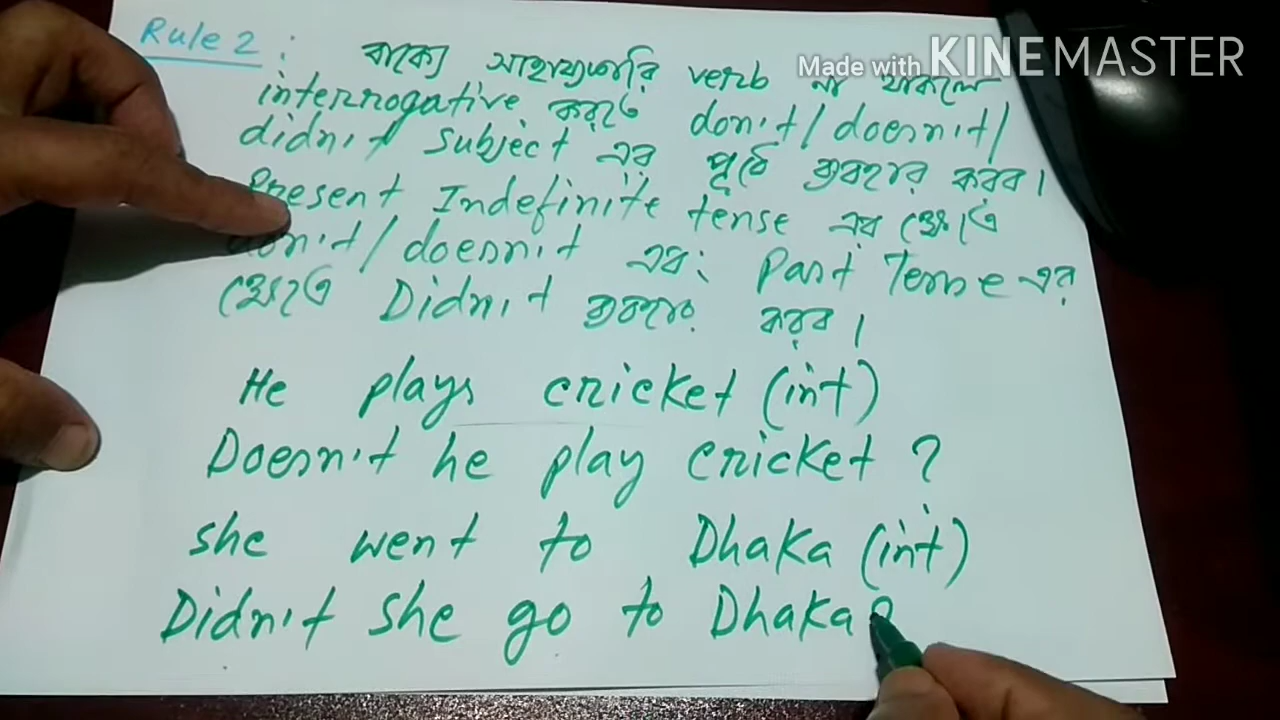 Made with KINEMASTER
Rule 2 :
বাক্যে সাহায্যকারি verb না থাকলে
interrogative করতে don't/doesn't/
didn't subject এর পূর্বে ব্যবহার করব।
Present Indefinite tense এর ক্ষেত্রে
don't/doesn't এবং Past Tense এর
ক্ষেত্রে Didn't ব্যবহার করব।
He plays cricket (int)
Doesn't he play cricket ?
she went to Dhaka (int)
Didn't she go to Dhaka?